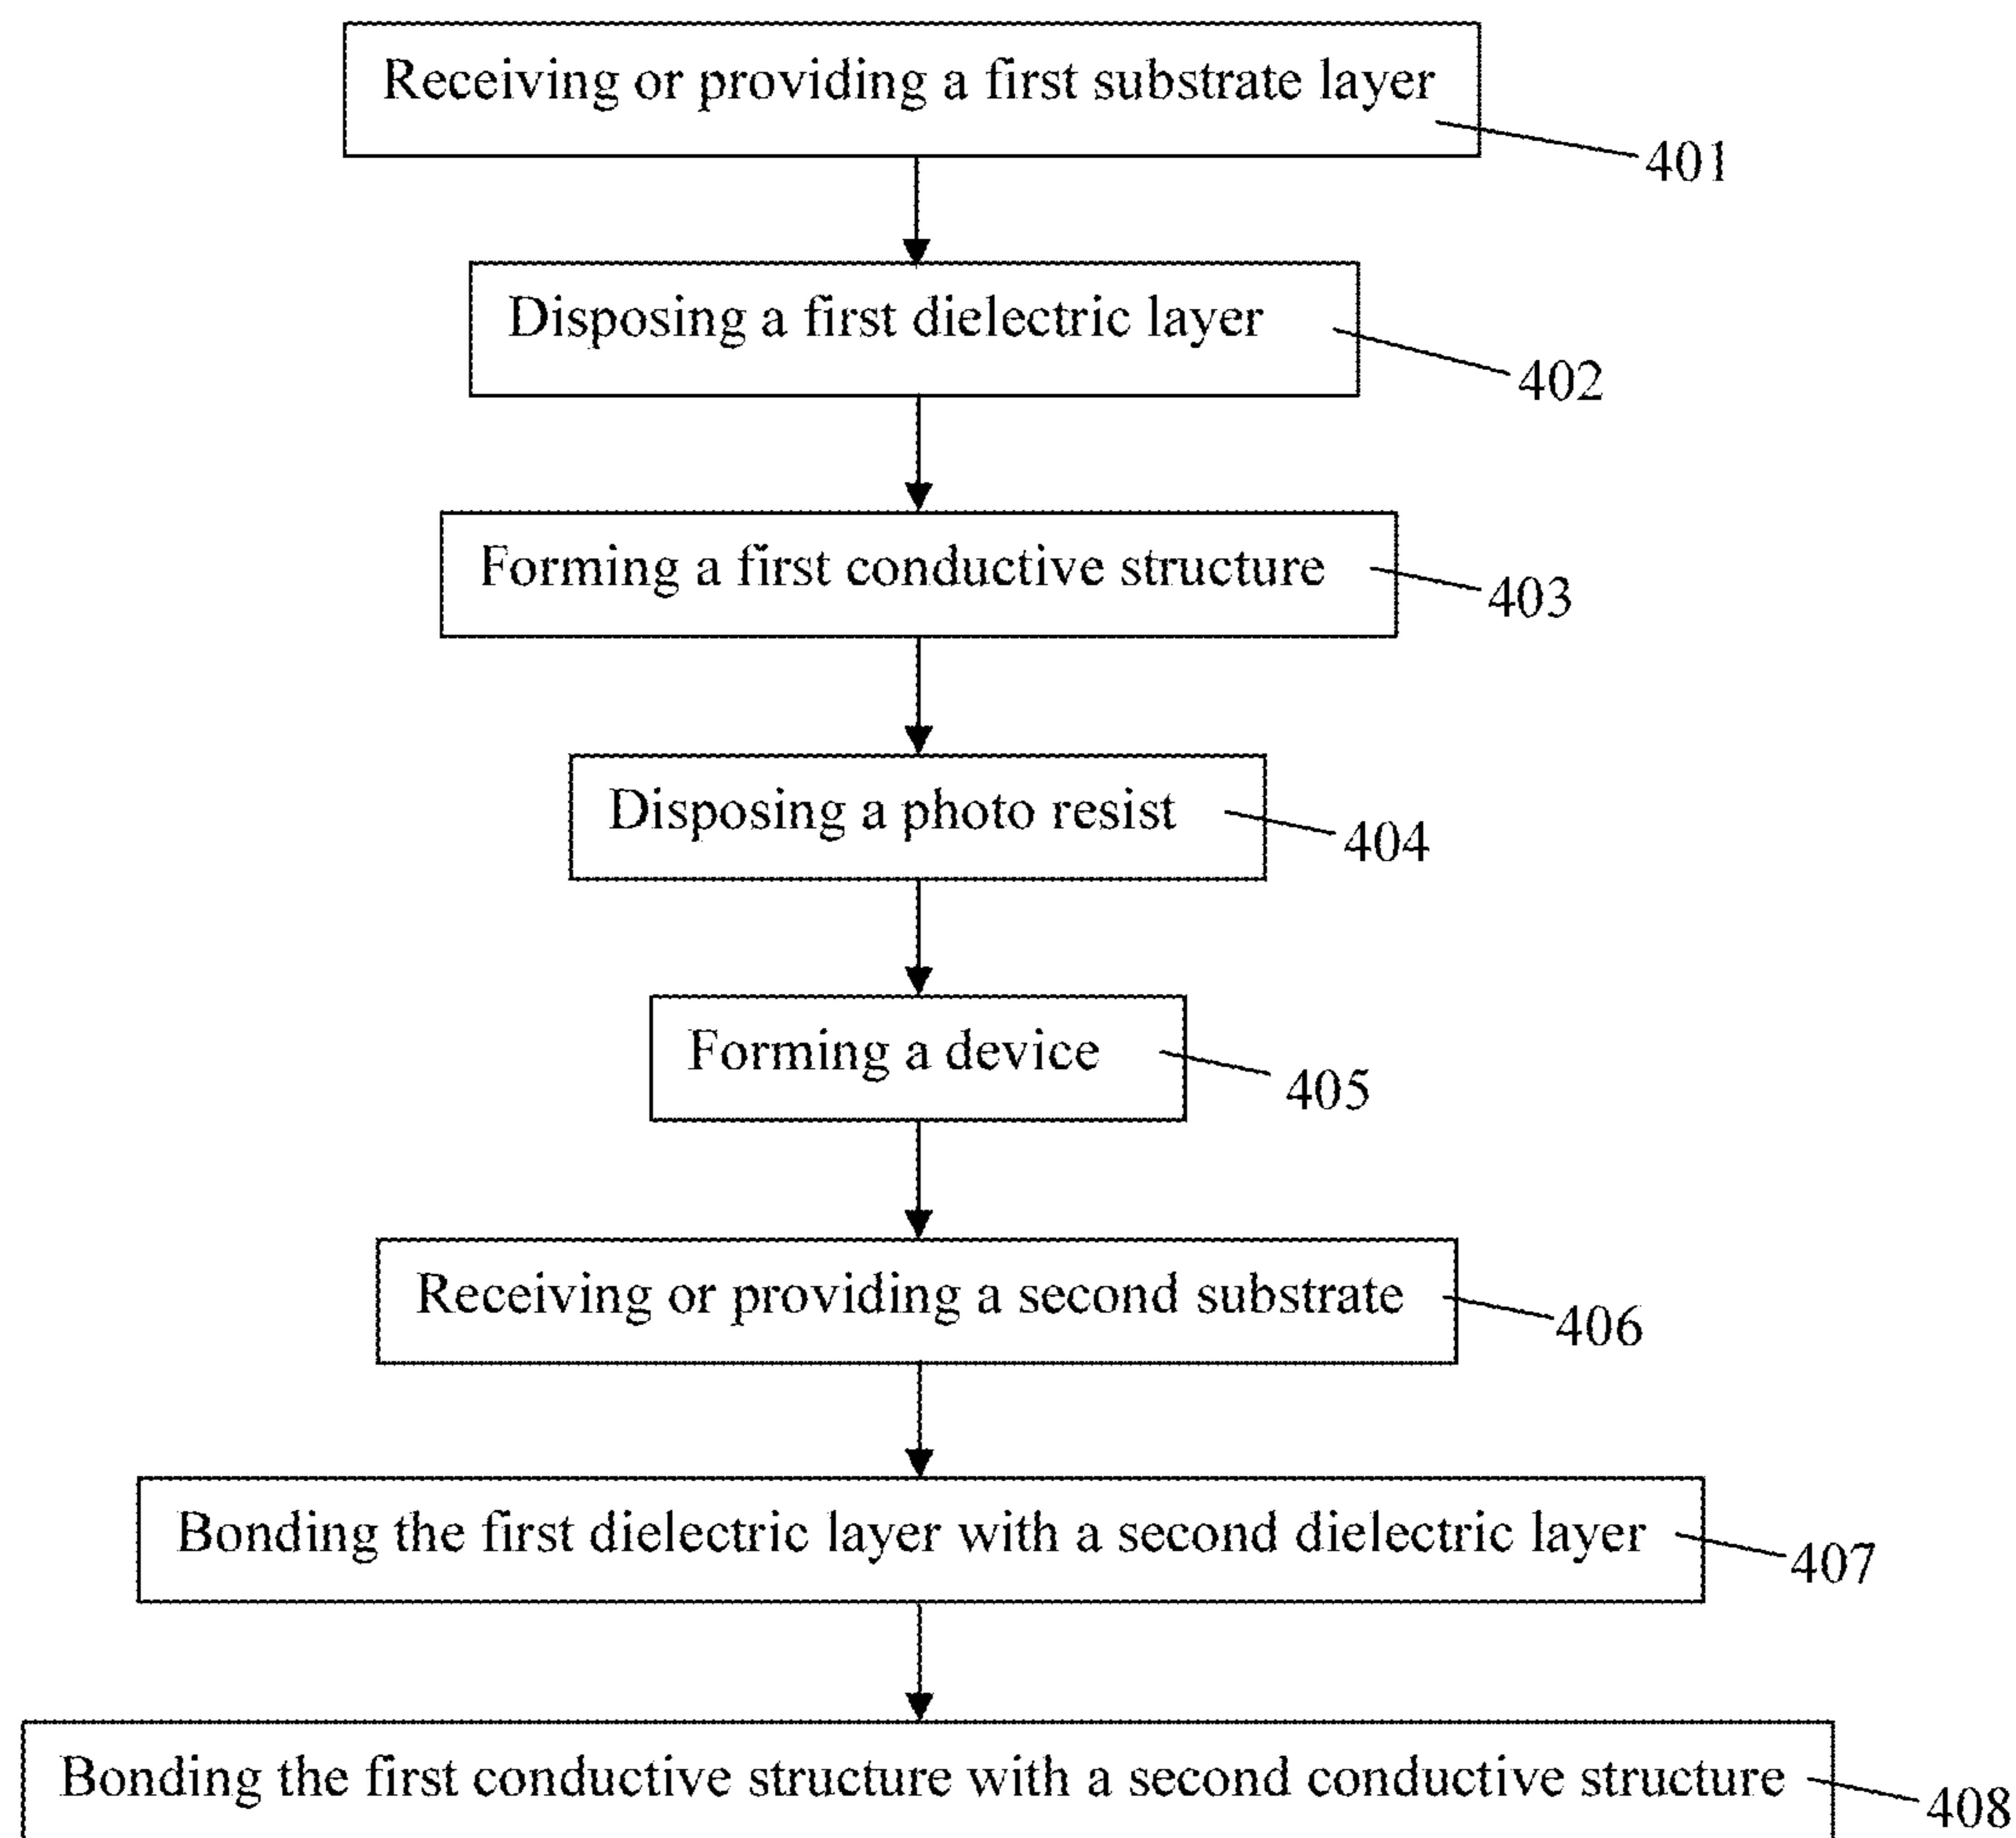 Receiving or providing a first substrate layer
401
Disposing a first dielectric layer
402
Forming a first conductive structure
403
Disposing a photo resist
404
Forming a device
405
Receiving or providing a second substrate
406
Bonding the first dielectric layer with a second dielectric layer
407
Bonding the first conductive structure with a second conductive structure
408